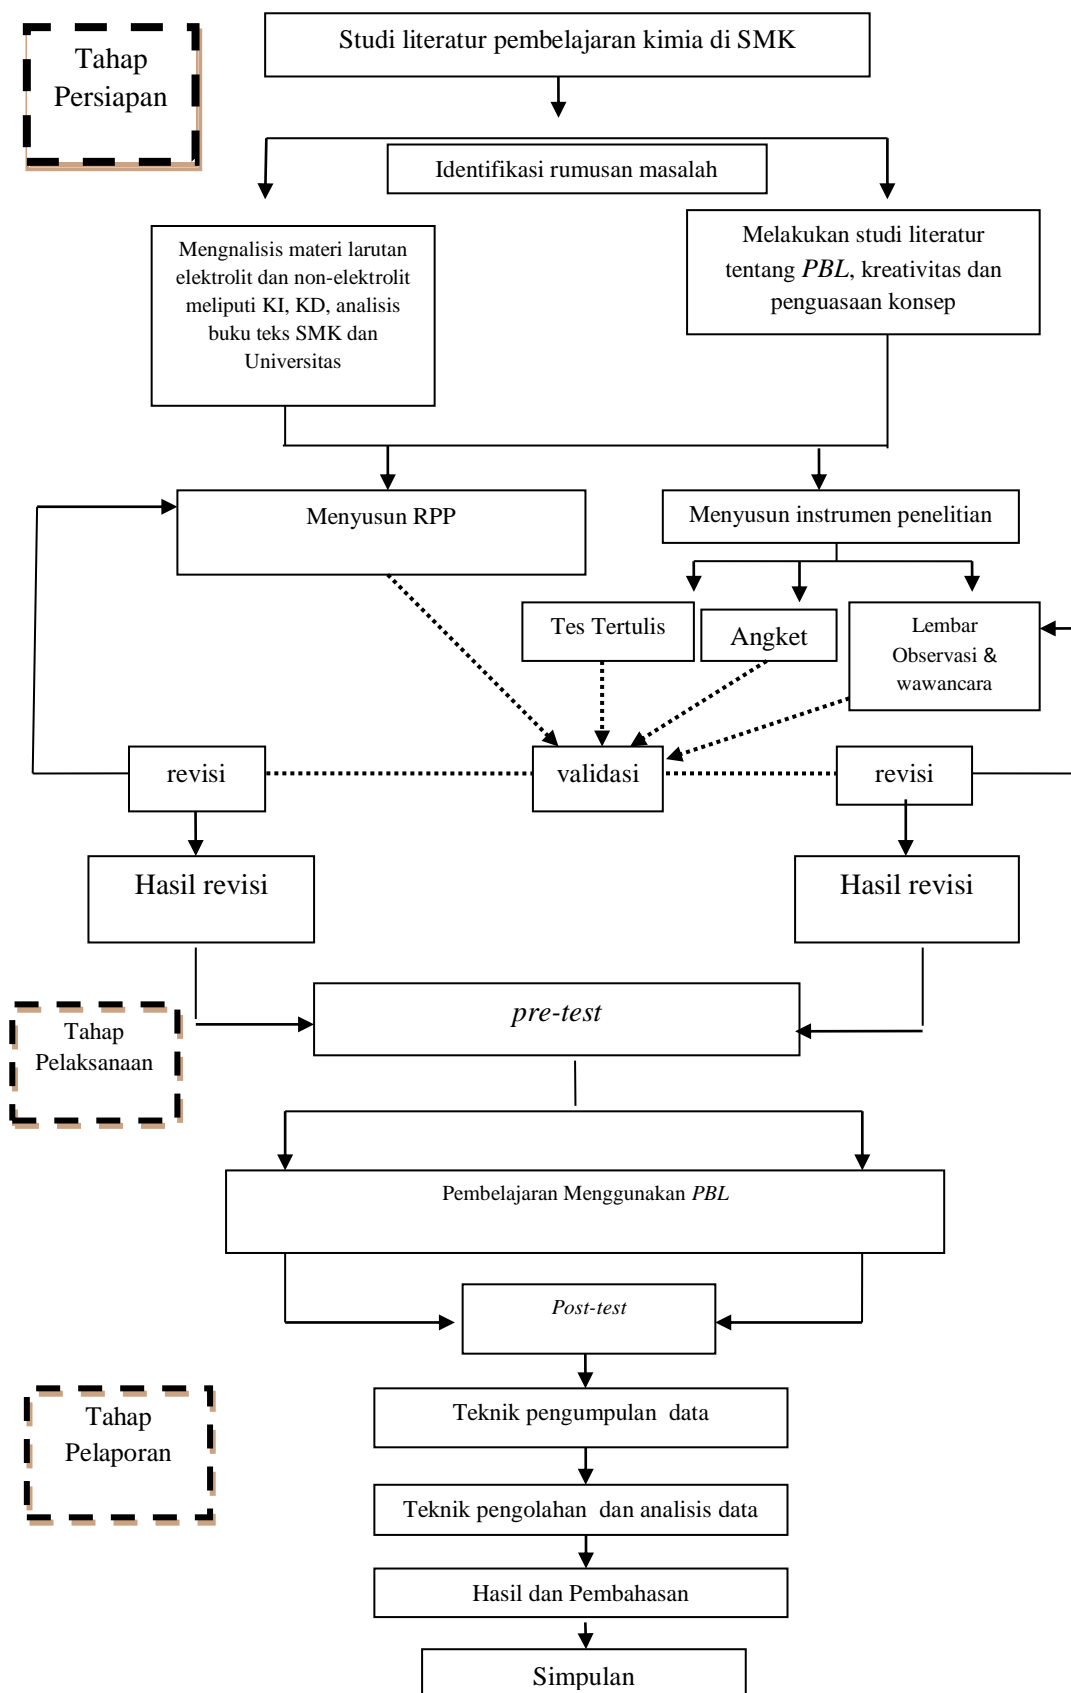 Tahap
Persiapan
Studi literatur pembelajaran kimia di SMK
Identifikasi rumusan masalah
Mengnalisis materi larutan
elektrolit dan non-elektrolit
meliputi KI, KD, analisis
buku teks SMK dan
Universitas
Melakukan studi literatur
tentang PBL, kreativitas dan
penguasaan konsep
Menyusun RPP
Menyusun instrumen penelitian
Tes Tertulis
Angket
Lembar
Observasi &
wawancara
revisi
validasi
revisi
Hasil revisi
Hasil revisi
Tahap
Pelaksanaan
pre-test
Pembelajaran Menggunakan PBL
Post-test
Tahap
Pelaporan
Teknik pengumpulan data
Teknik pengolahan dan analisis data
Hasil dan Pembahasan
Simpulan